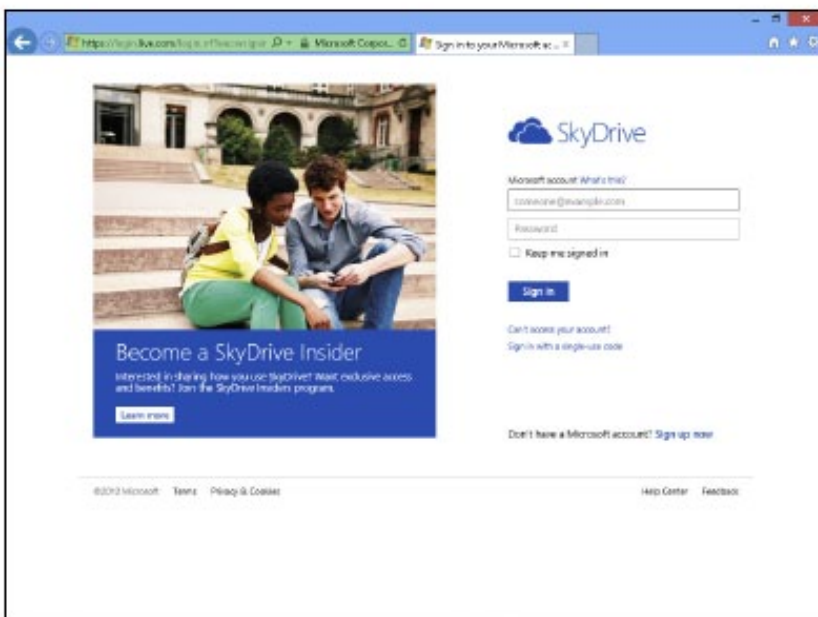 Microsoft Corpor...
Sign in to your Microsoft ac...
SkyDrive
Microsoft account What's this?
someone@example.com
Password
Keep me signed in
Sign in
Can't access your account?
Sign in with a single-use code
Become a SkyDrive Insider
Interested in sharing how you use SkyDrive? Want exclusive access
and benefits? Join the SkyDrive Insiders program.
Learn more
Don't have a Microsoft account? Sign up now
Microsoft Terms Privacy & Cookies
Help Center Feedback